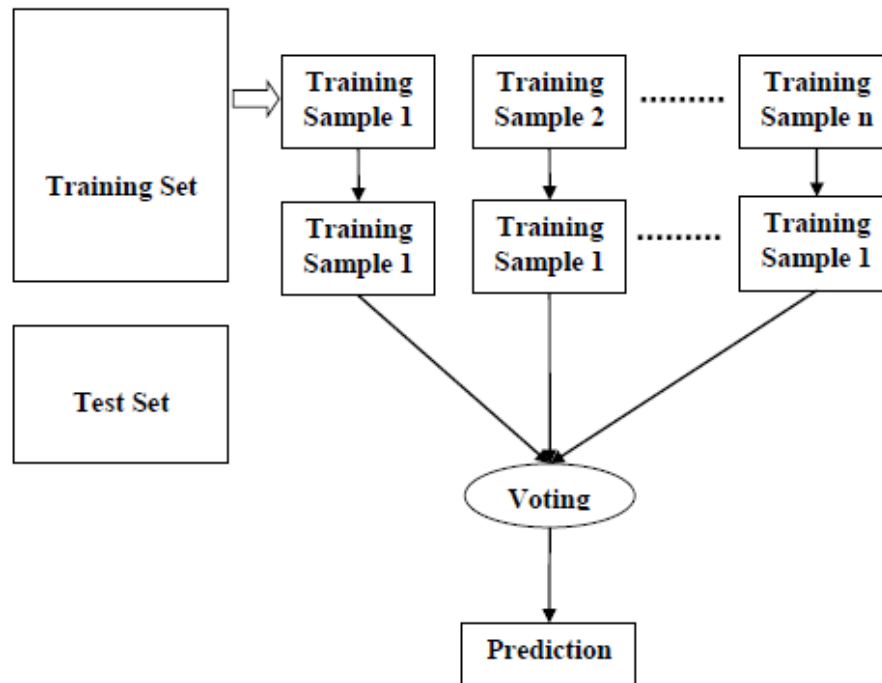 Training Set
Training
Sample 1
Training
Sample 2
Training
Sample n
Training
Sample 1
Training
Sample 1
Training
Sample 1
Test Set
Voting
Prediction